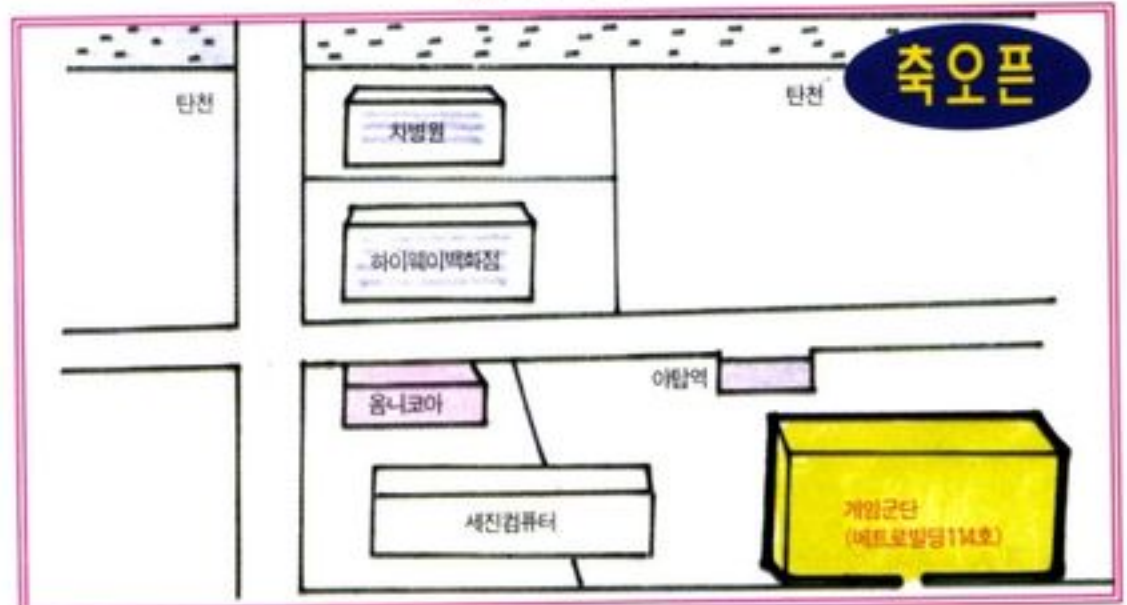 축오픈
탄천
탄천
차병원
하이웨이백화점
야탑역
옴니코아
세진컴퓨터
게임군단
(메트로빌딩114호)